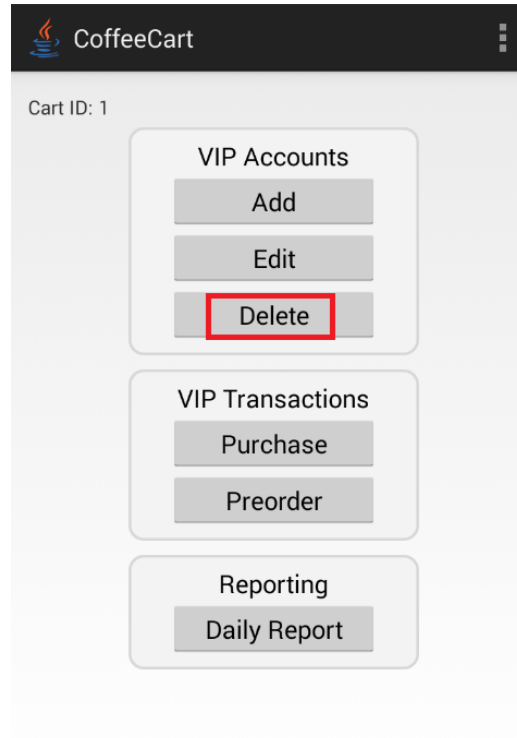 CoffeeCart
Cart ID: 1
VIP Accounts
Add
Edit
Delete
VIP Transactions
Purchase
Preorder
Reporting
Daily Report